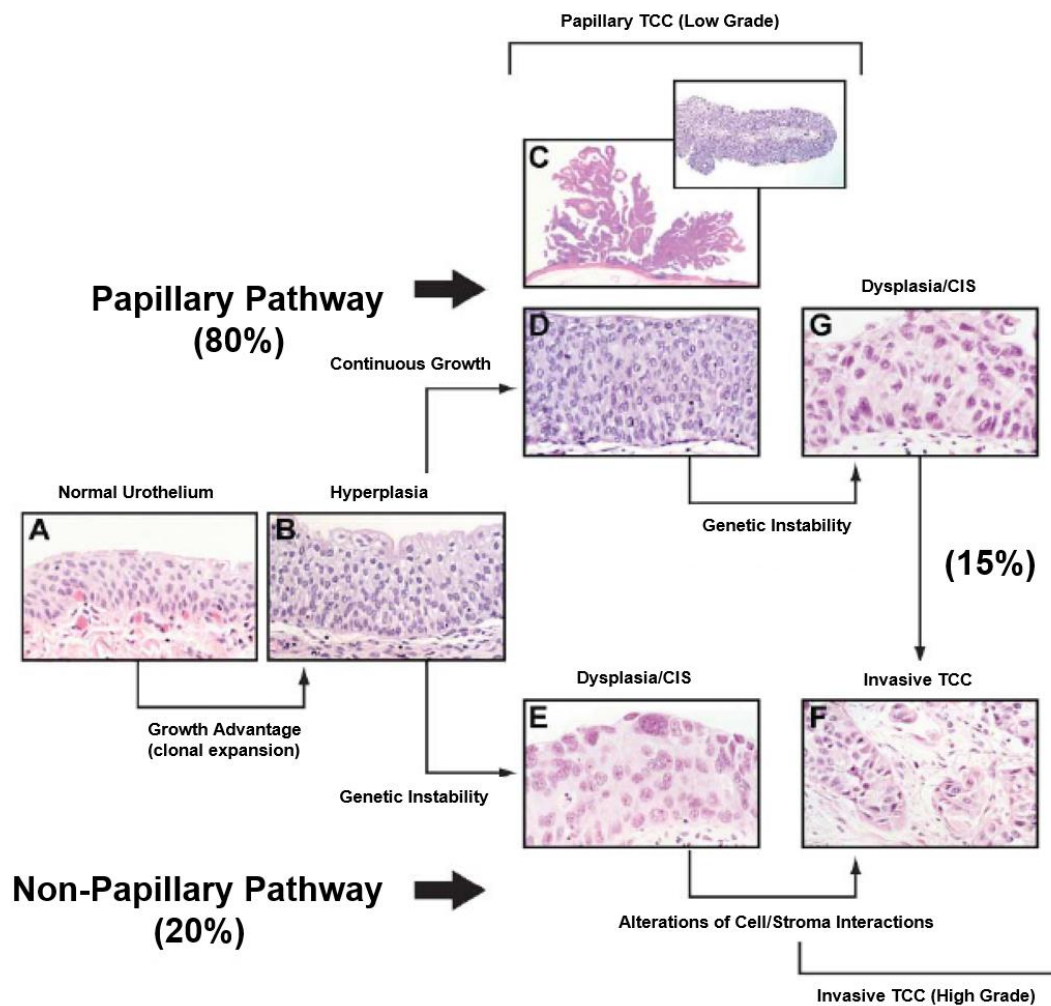 Papillary TCC (Low Grade)
C
Papillary Pathway
(80%)
Dysplasia/CIS
D
G
Continuous Growth
Normal Urothelium
Hyperplasia
Genetic Instability
A
B
(15%)
Dysplasia/CIS
Invasive TCC
E
F
Growth Advantage
(clonal expansion)
Genetic Instability
Non-Papillary Pathway
(20%)
Alterations of Cell/Stroma Interactions
Invasive TCC (High Grade)